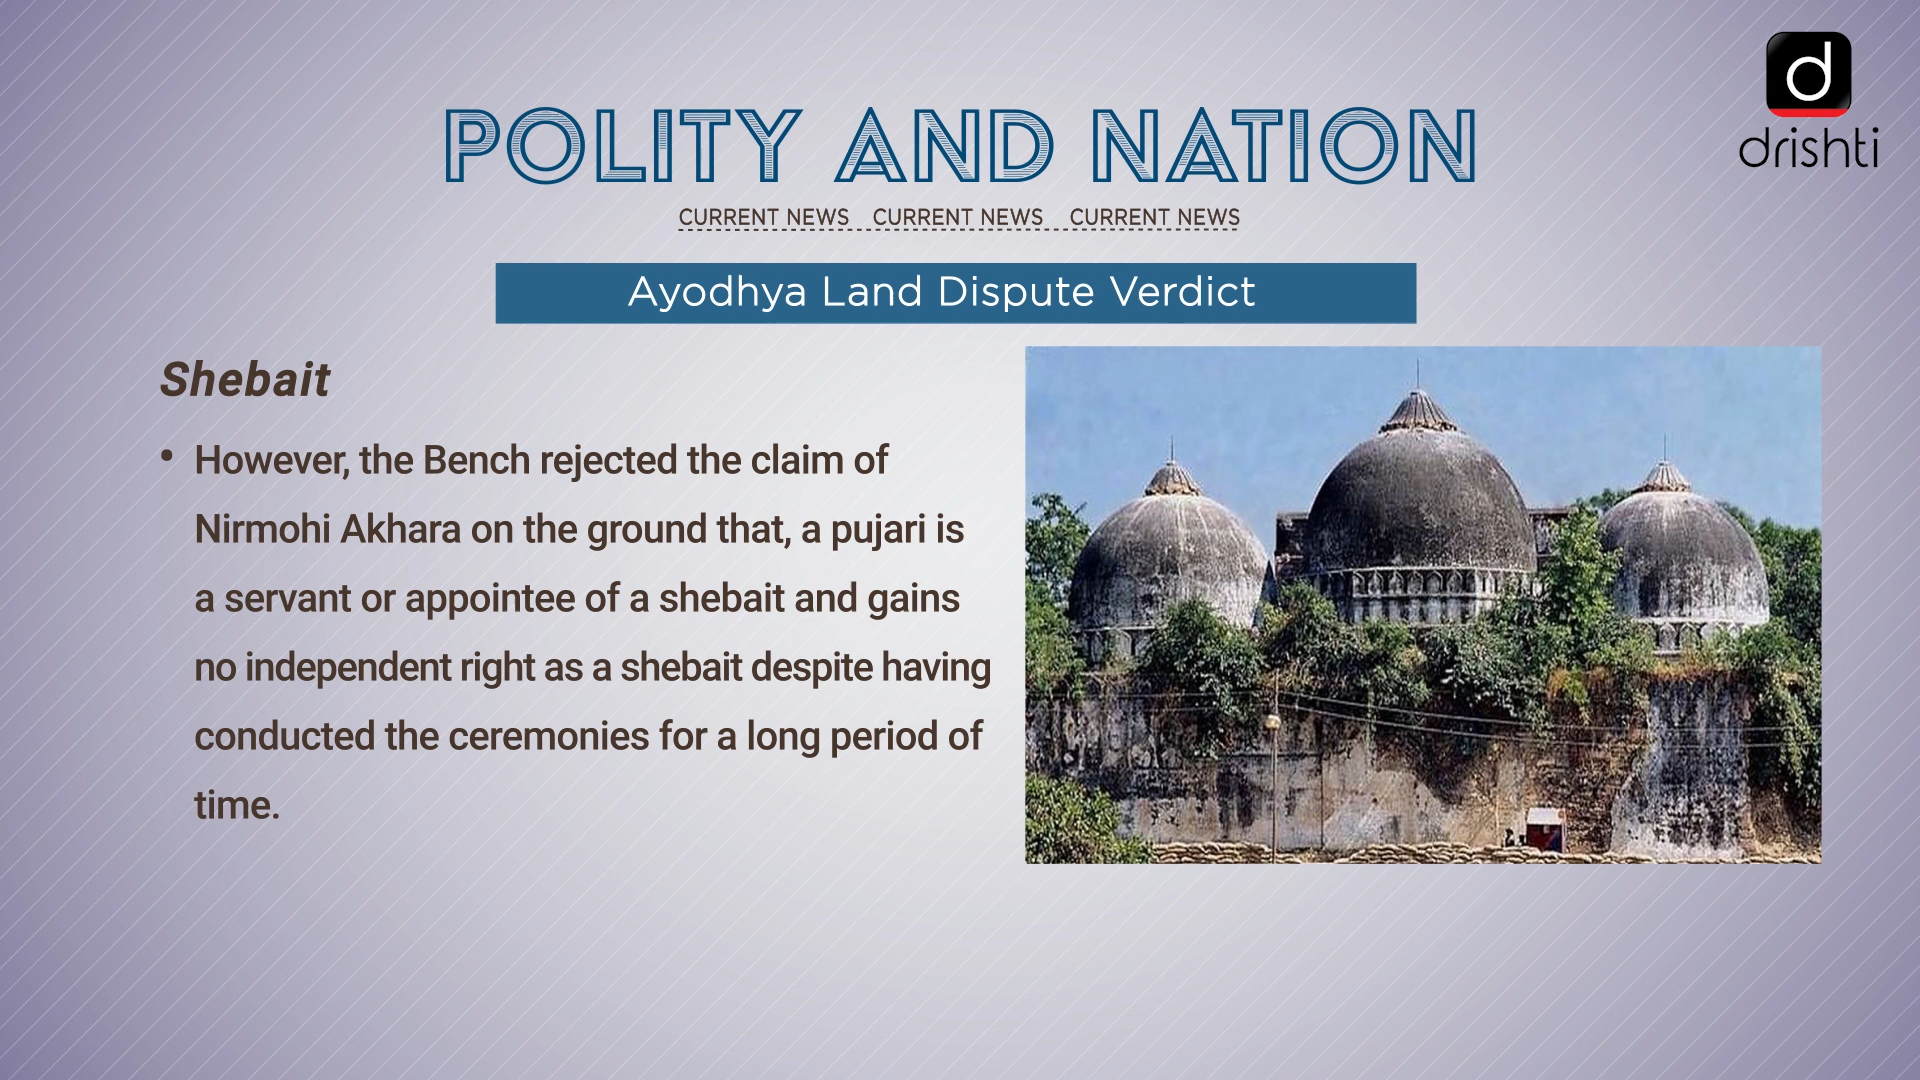 d
drishti
POLITY AND NATION
CURRENT NEWS CURRENT NEWS CURRENT NEWS
Ayodhya Land Dispute Verdict
Shebait
• However, the Bench rejected the claim of
Nirmohi Akhara on the ground that, a pujari is
a servant or appointee of a shebait and gains
no independent right as a shebait despite having
conducted the ceremonies for a long period of
time.